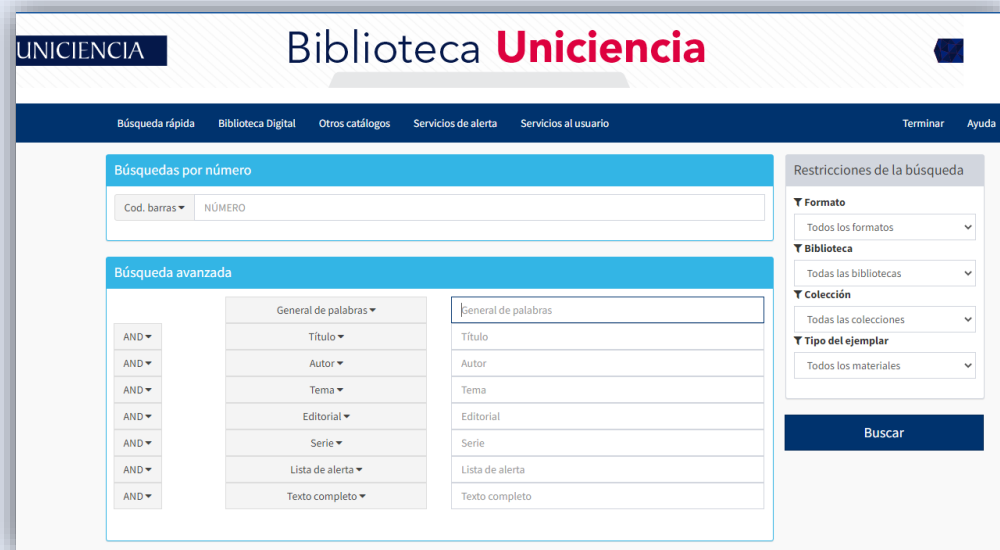 UNICIENCIA
Biblioteca Uniciencia
Búsqueda rápida Biblioteca Digital Otros catálogos Servicios de alerta Servicios al usuario Terminar Ayuda
Búsquedas por número
Cod. barras NÚMERO
Búsqueda avanzada
General de palabras General de palabras
AND Título Título
AND Autor Autor
AND Tema Tema
AND Editorial Editorial
AND Serie Serie
AND Lista de alerta Lista de alerta
AND Texto completo Texto completo
Restricciones de la búsqueda
Formato
Todos los formatos
Biblioteca
Todas las bibliotecas
Colección
Todas las colecciones
Tipo del ejemplar
Todos los materiales
Buscar